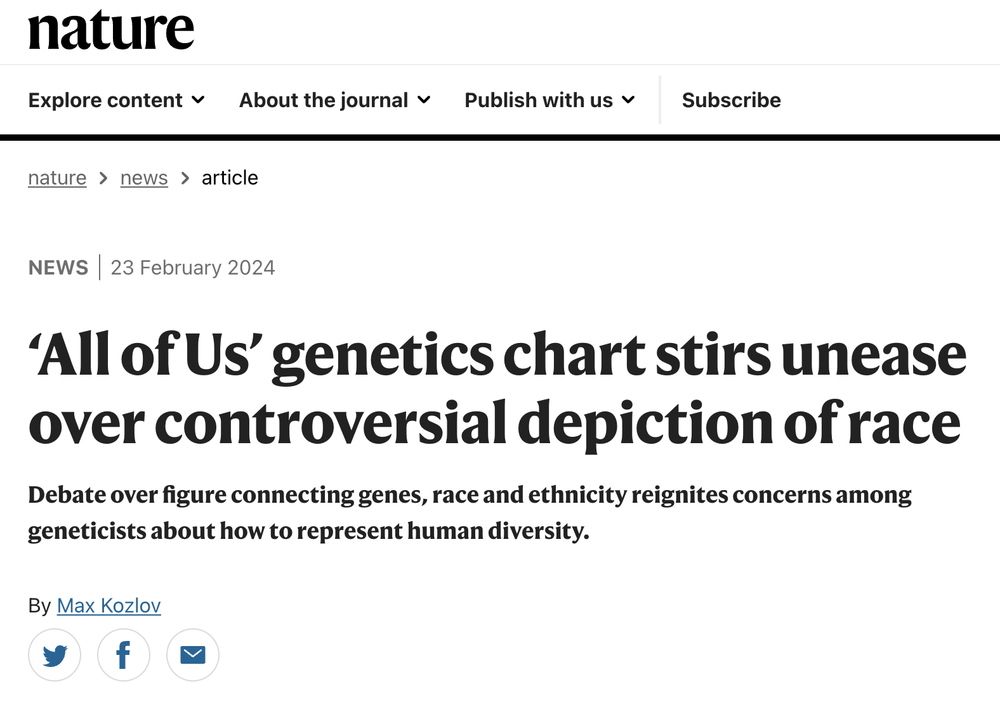 nature
Explore content About the journal Publish with us Subscribe
nature > news > article
NEWS | 23 February 2024
‘All of Us’ genetics chart stirs unease
over controversial depiction of race
Debate over figure connecting genes, race and ethnicity reignites concerns among
geneticists about how to represent human diversity.
By Max Kozlov